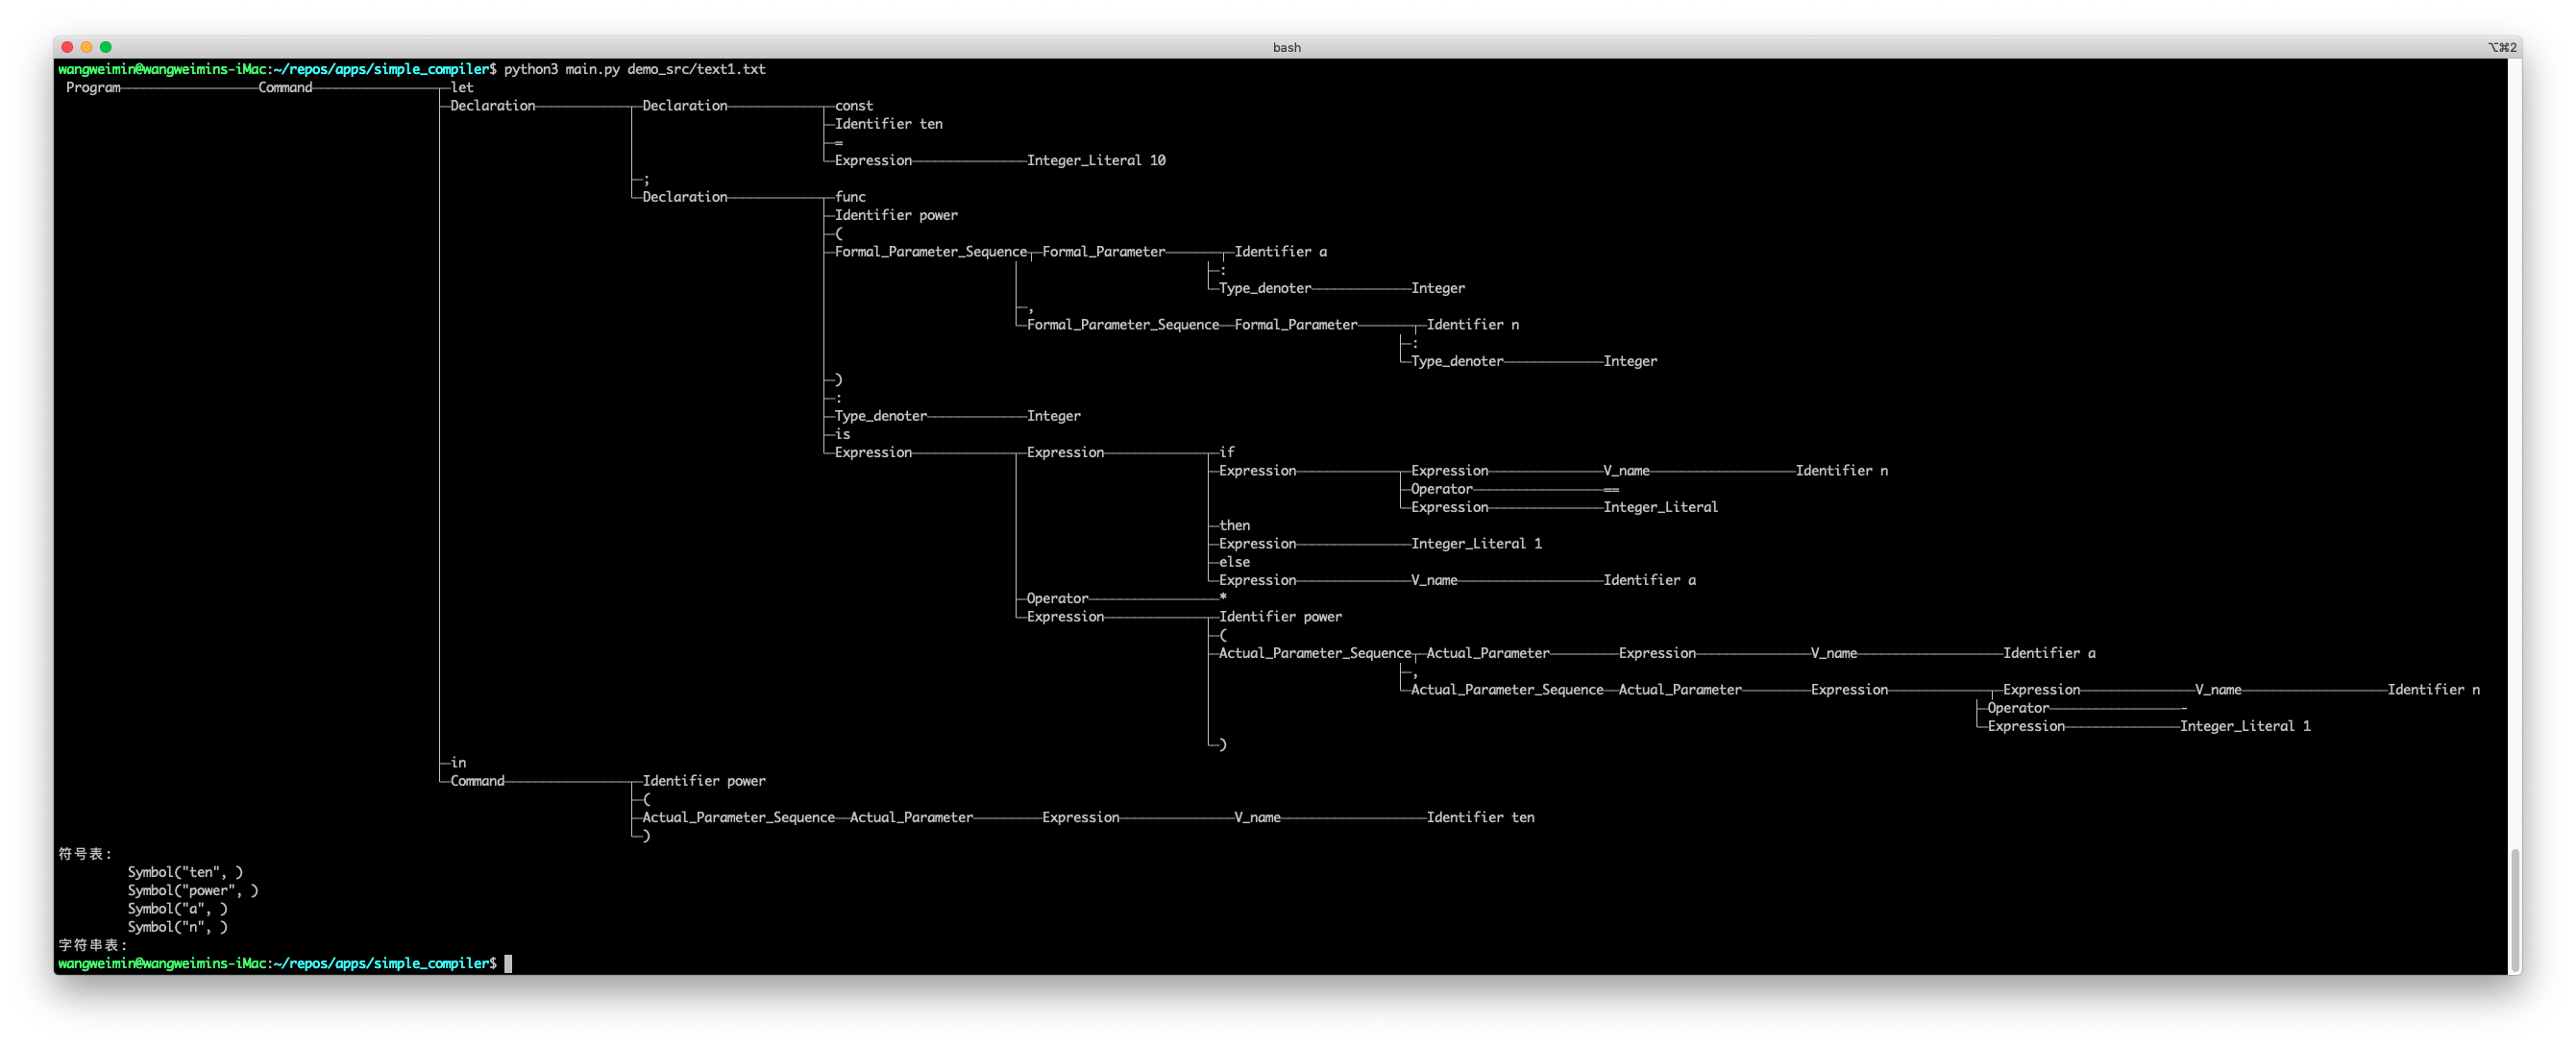 bash
⌥⌘2
wangweimin@wangweimins-iMac:~/repos/apps/simple_compiler$ python3 main.py demo_src/text1.txt
Program Command let
Declaration Declaration const
Identifier ten
=
Expression Integer_Literal 10
;
Declaration func
Identifier power
(
Formal_Parameter_Sequence Formal_Parameter Identifier a
:
Type_denoter Integer
,
Formal_Parameter_Sequence Formal_Parameter Identifier n
:
Type_denoter Integer
)
:
Type_denoter Integer
is
Expression Expression if
Expression Expression V_name Identifier n
Operator ==
Expression Integer_Literal
then
Expression Integer_Literal 1
else
Expression V_name Identifier a
Operator *
Expression Identifier power
(
Actual_Parameter_Sequence Actual_Parameter Expression V_name Identifier a
,
Actual_Parameter_Sequence Actual_Parameter Expression Expression V_name Identifier n
Operator -
Expression Integer_Literal 1
)
in
Command Identifier power
(
Actual_Parameter_Sequence Actual_Parameter Expression V_name Identifier ten
)
符号表:
Symbol("ten", )
Symbol("power", )
Symbol("a", )
Symbol("n", )
字符串表:
wangweimin@wangweimins-iMac:~/repos/apps/simple_compiler$